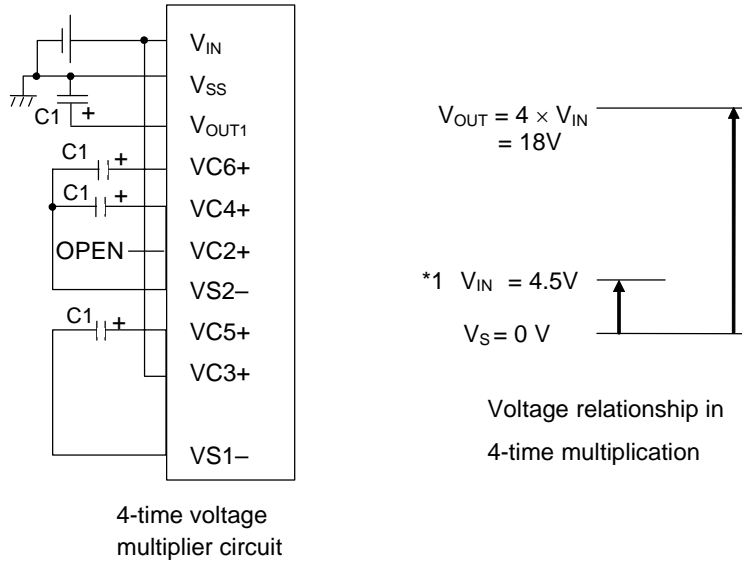 V_IN
V_SS
C1 +
V_OUT1
C1 +
VC6+
C1 +
VC4+
OPEN
VC2+
VS2–
C1 +
VC5+
VC3+
VS1–
4-time voltage
multiplier circuit
V_OUT = 4 × V_IN
= 18V
*1 V_IN = 4.5V
V_S = 0 V
Voltage relationship in
4-time multiplication